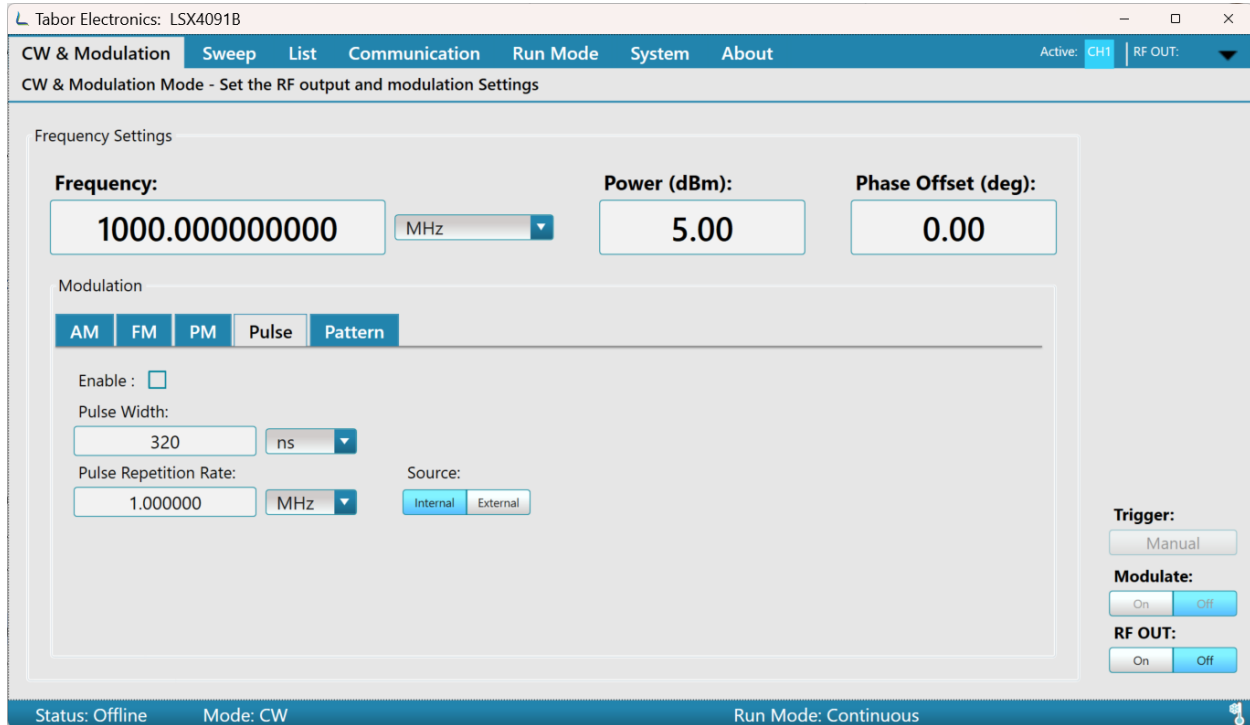 Tabor Electronics: LSX4091B
CW & Modulation Sweep List Communication Run Mode System About Active: CH1 RF OUT:
CW & Modulation Mode - Set the RF output and modulation Settings
Frequency Settings
Frequency: Power (dBm): Phase Offset (deg):
1000.000000000 MHz 5.00 0.00
Modulation
AM FM PM Pulse Pattern
Enable :
Pulse Width:
320 ns
Pulse Repetition Rate: Source:
1.000000 MHz Internal External
Trigger:
Manual
Modulate:
On Off
RF OUT:
On Off
Status: Offline Mode: CW Run Mode: Continuous